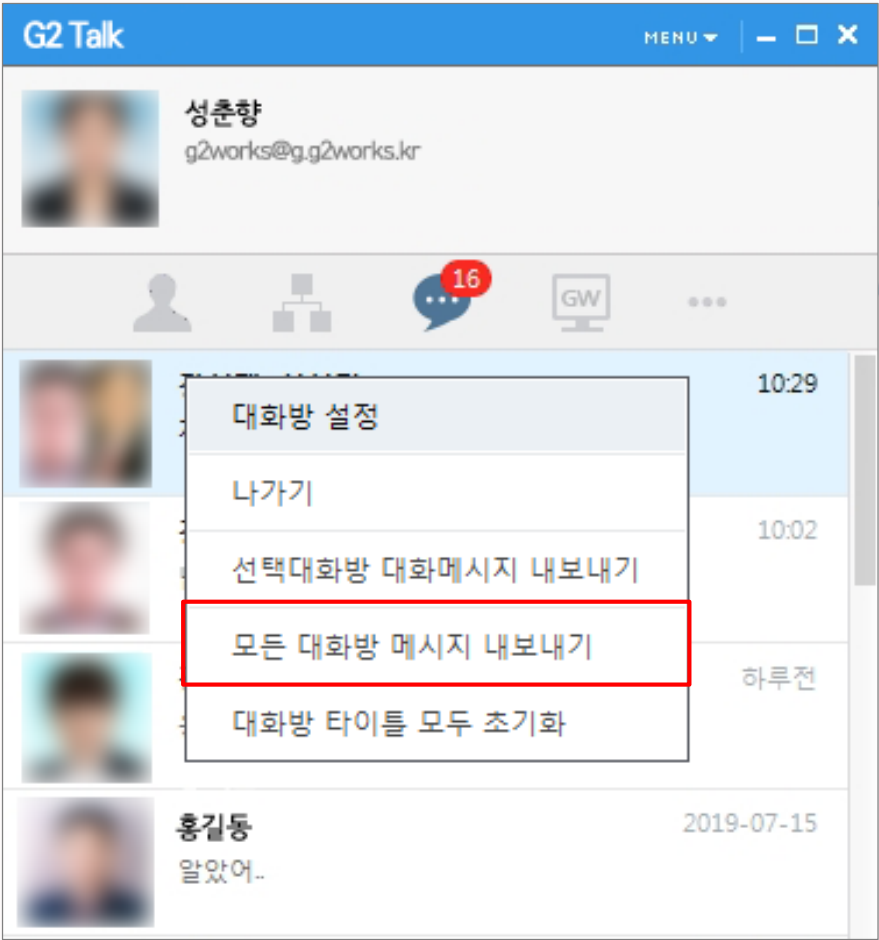 G2 Talk
MENU
성춘향
g2works@g.g2works.kr
16
GW
10:29
대화방 설정
나가기
10:02
선택대화방 대화메시지 내보내기
모든 대화방 메시지 내보내기
하루전
대화방 타이틀 모두 초기화
홍길동
2019-07-15
알았어..